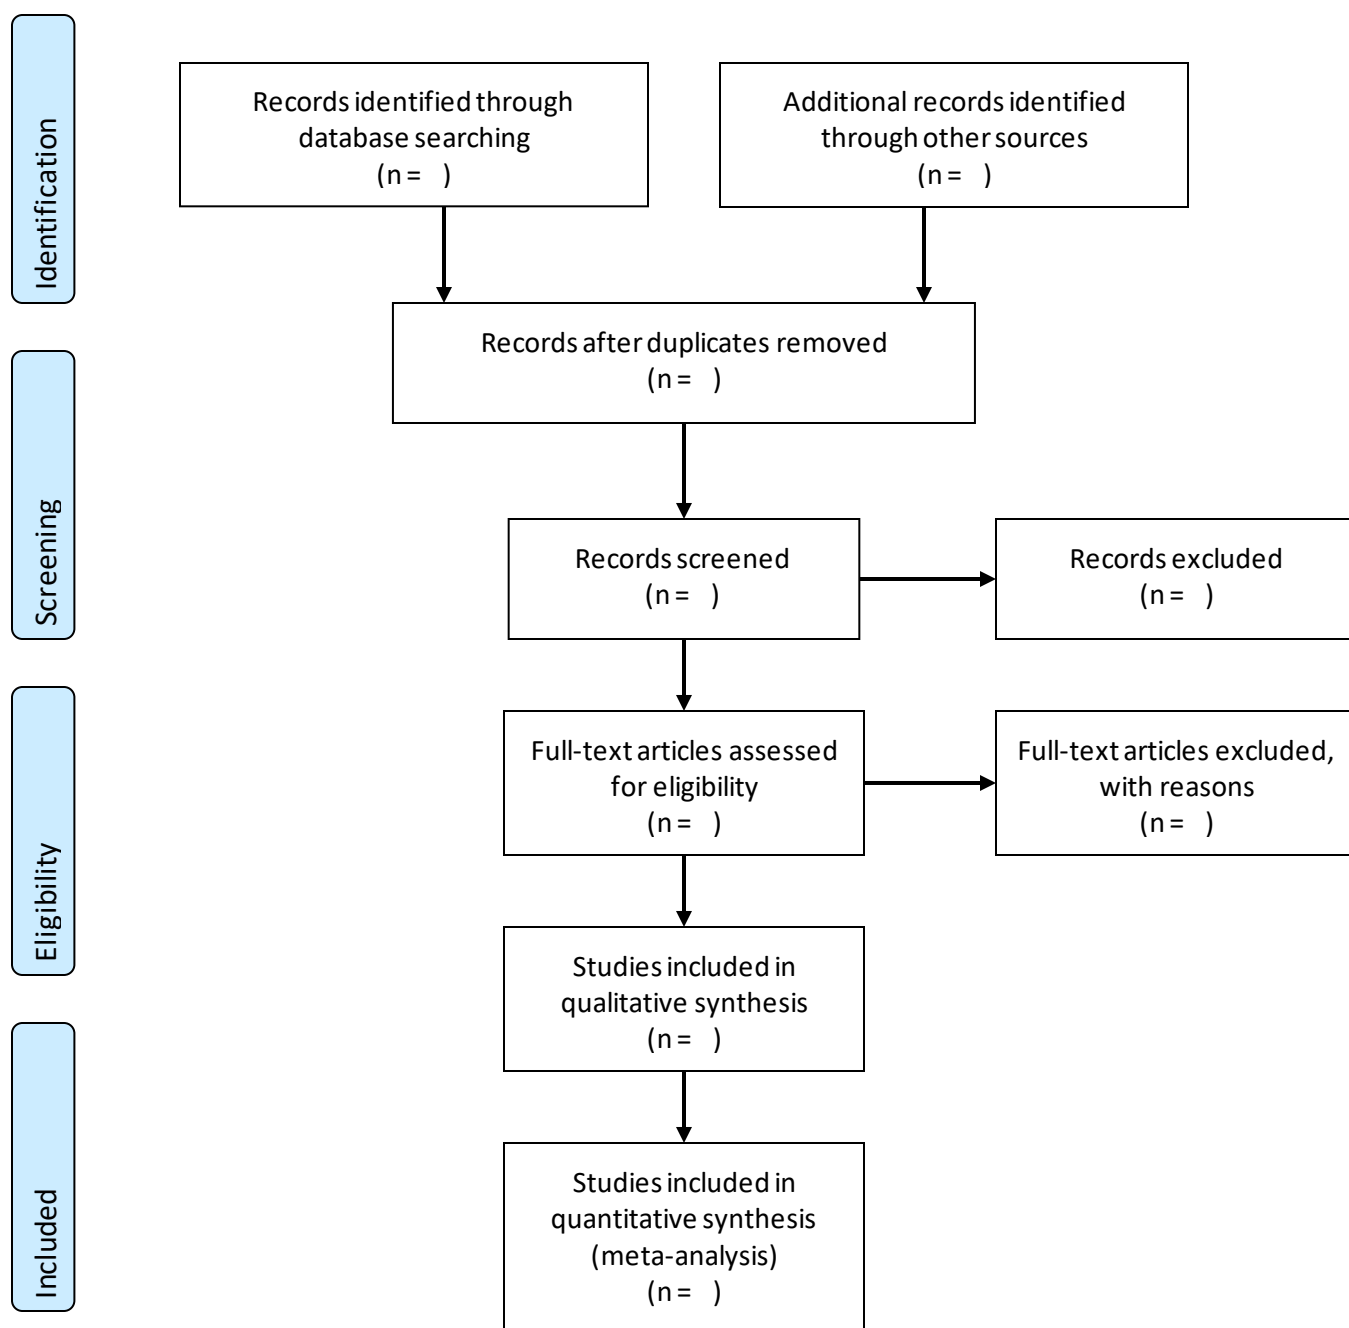 Identification
Records identified through
database searching
(n =   )
Additional records identified
through other sources
(n =   )
Records after duplicates removed
(n =   )
Screening
Records screened
(n =   )
Records excluded
(n =   )
Eligibility
Full-text articles assessed
for eligibility
(n =   )
Full-text articles excluded,
with reasons
(n =   )
Studies included in
qualitative synthesis
(n =   )
Included
Studies included in
quantitative synthesis
(meta-analysis)
(n =   )